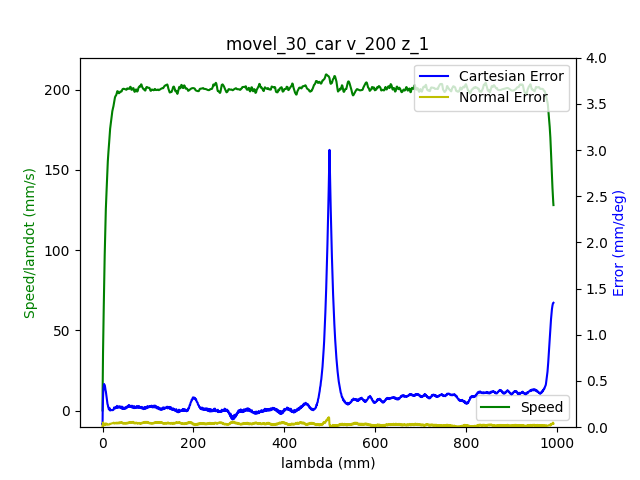 movel_30_car v_200 z_1
Cartesian Error
Normal Error
Speed
Speed/lamdot (mm/s)
200
150
100
50
0
Error (mm/deg)
4.0
3.5
3.0
2.5
2.0
1.5
1.0
0.5
0.0
0 200 400 600 800 1000
lambda (mm)